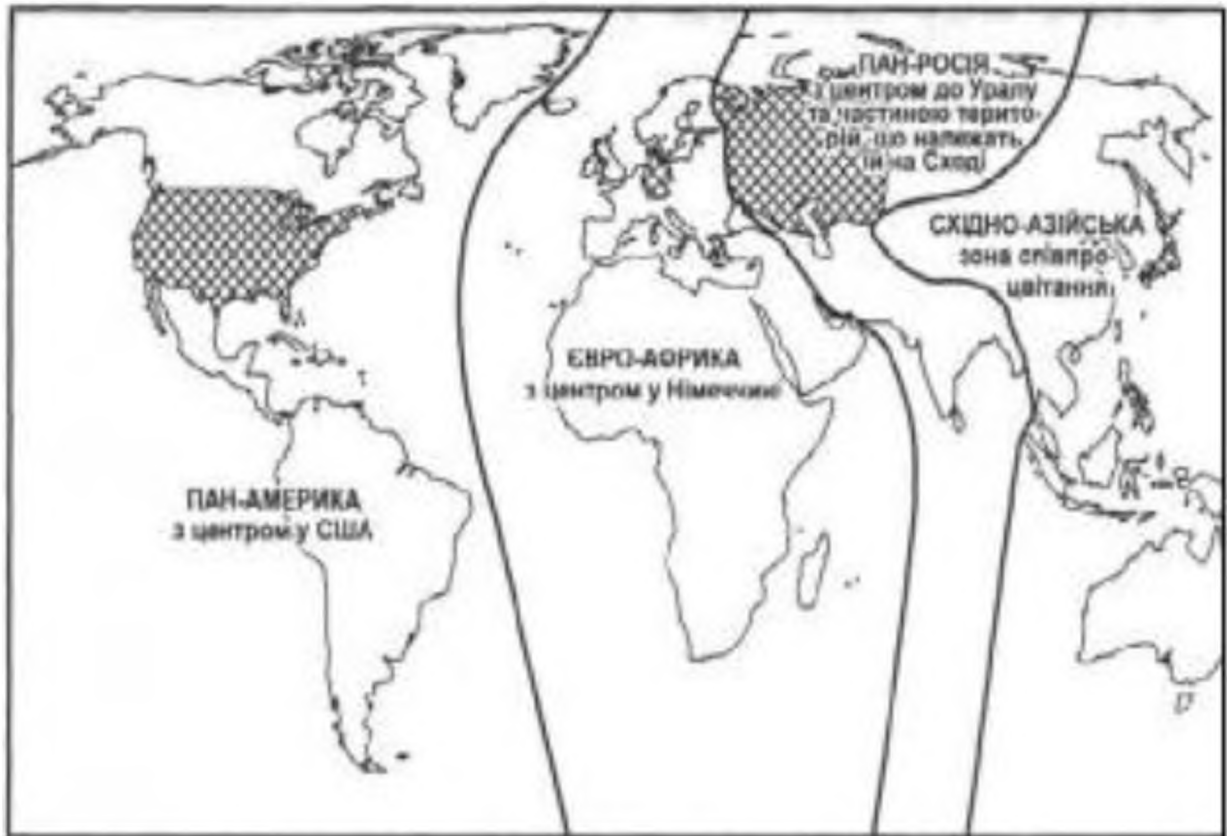 ПАН-РОСІЯ
з центром до Уралу
та частиною терито-
рій, що належать
їй на Сході
СХІДНО-АЗІЙСЬКА
зона співпро-
цвітання
ЄВРО-АФРИКА
з центром у Німеччині
ПАН-АМЕРИКА
з центром у США